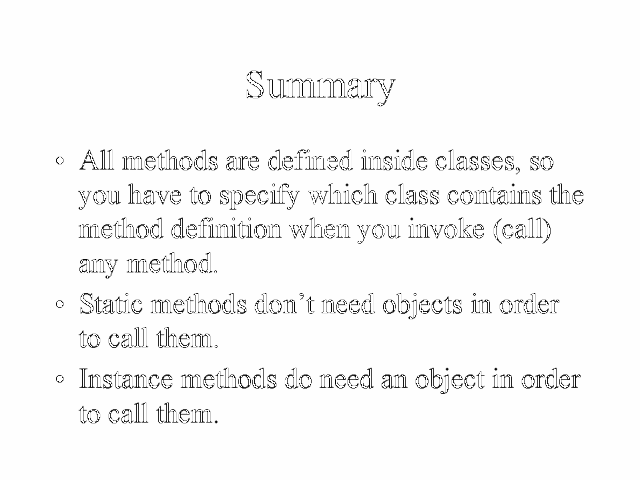 Summary
• All methods are defined inside classes, so
you have to specify which class contains the
method definition when you invoke (call)
any method.
• Static methods don’t need objects in order
to call them.
• Instance methods do need an object in order
to call them.